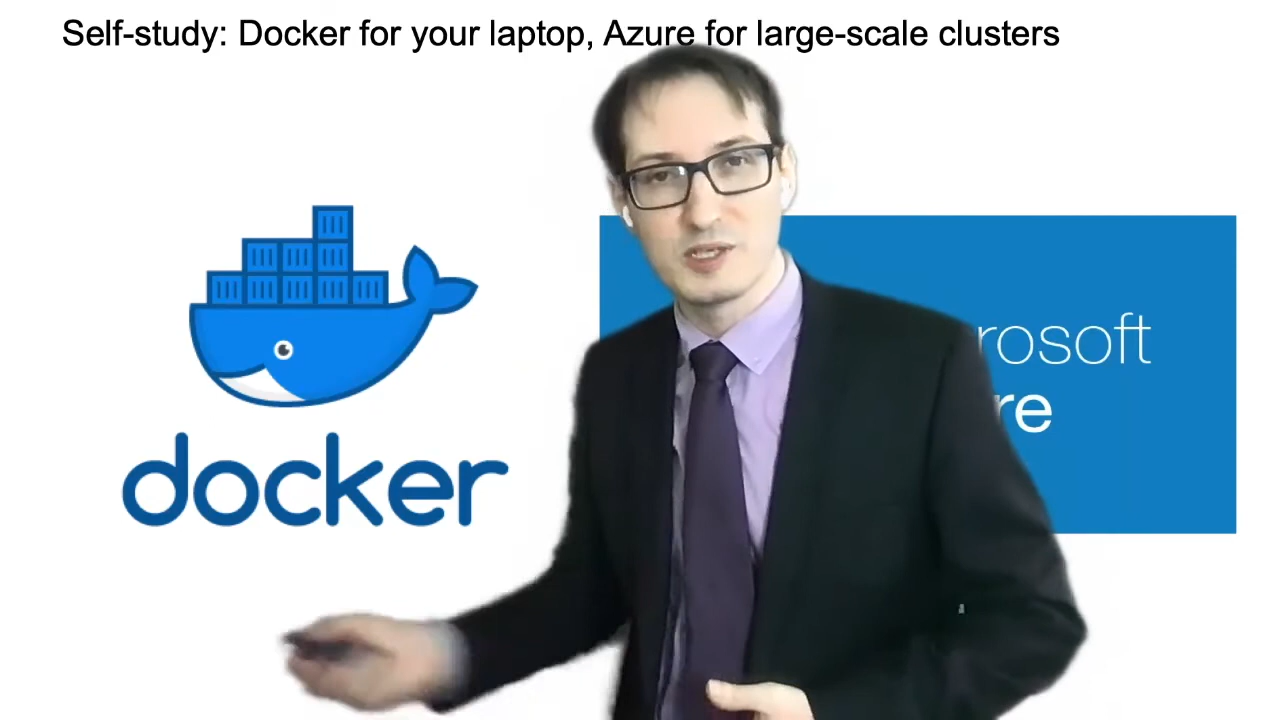 Self-study: Docker for your laptop, Azure for large-scale clusters
docker
rosoft
re